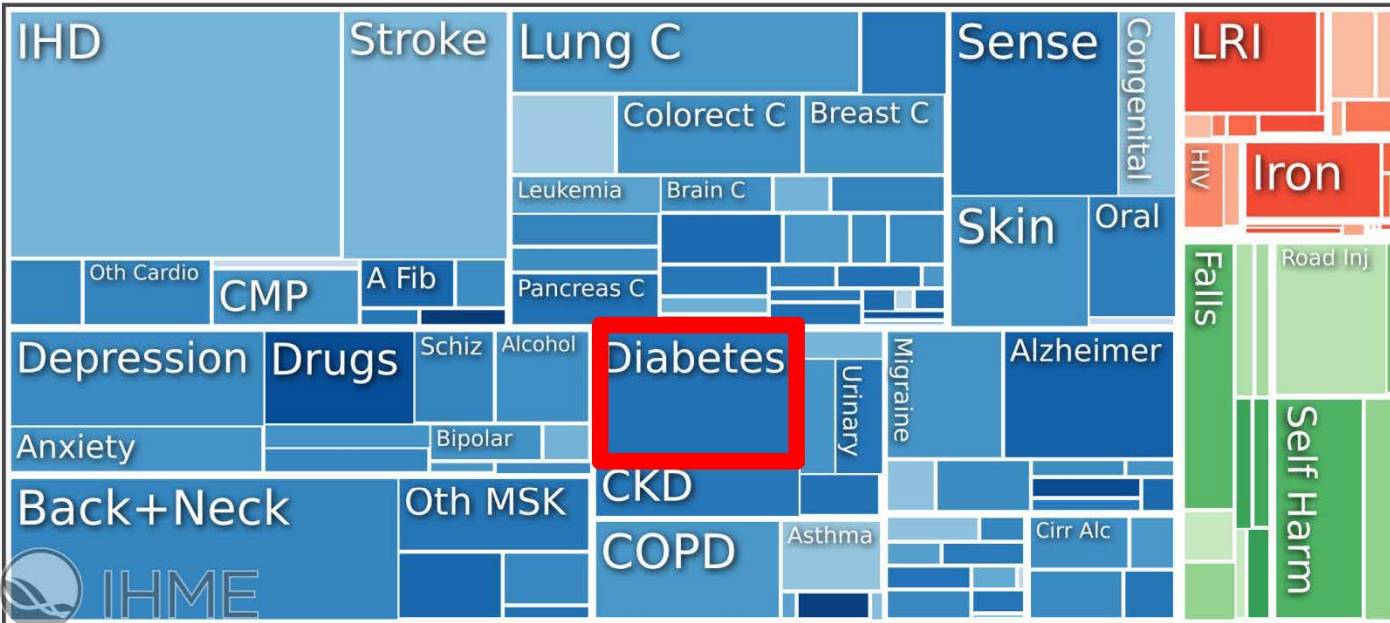 IHD
Stroke
Lung C
Sense
Congenital
LRI
Colorect C
Breast C
HIV
Iron
Leukemia
Brain C
Skin
Oral
Oth Cardio
CMP
A Fib
Pancreas C
Falls
Road Inj
Depression
Drugs
Schiz
Alcohol
Diabetes
Urinary
Migraine
Alzheimer
Anxiety
Bipolar
Self Harm
Back+Neck
Oth MSK
CKD
COPD
Asthma
Cirr Alc
IHME